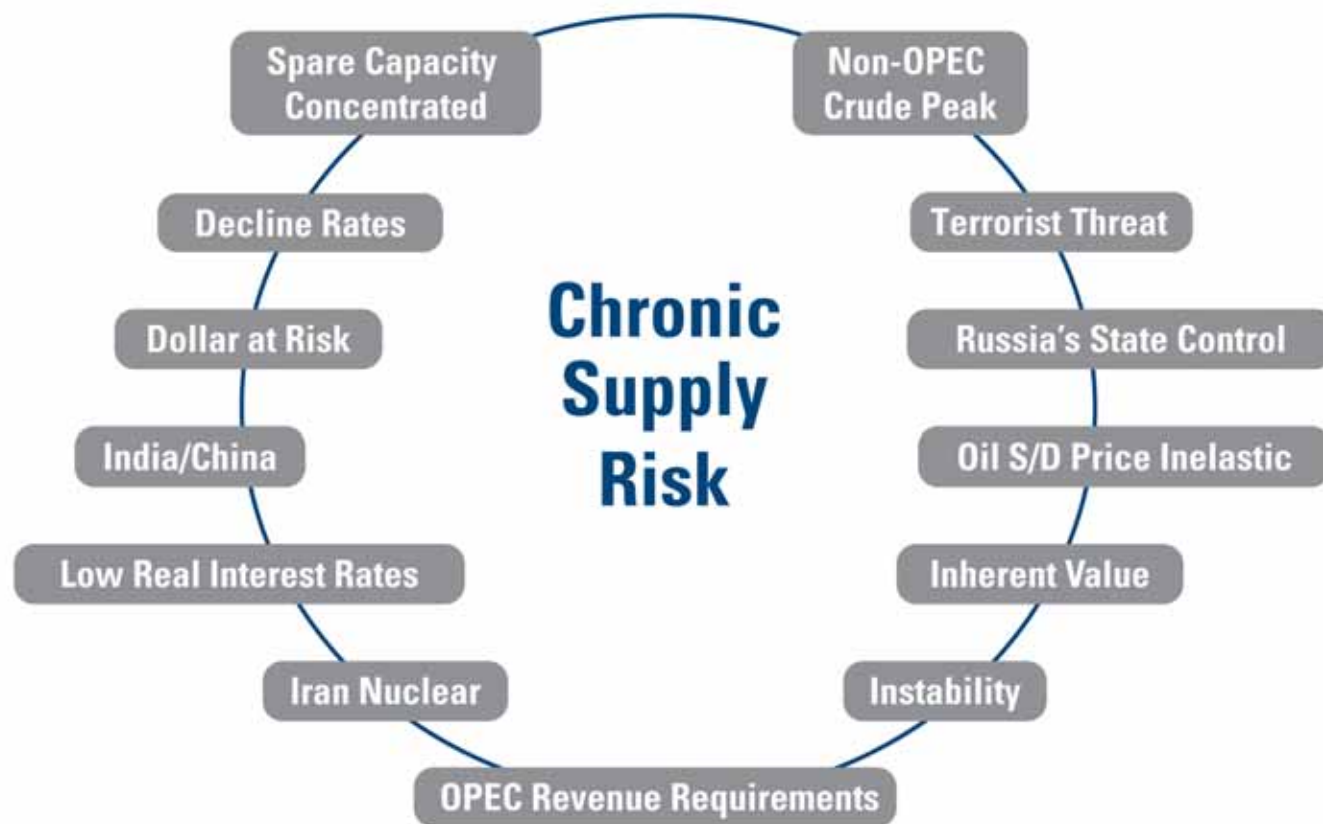 Spare Capacity
Concentrated
Non-OPEC
Crude Peak
Decline Rates
Terrorist Threat
Dollar at Risk
Russia's State Control
India/China
Oil S/D Price Inelastic
Low Real Interest Rates
Inherent Value
Iran Nuclear
Instability
OPEC Revenue Requirements
Chronic
Supply
Risk